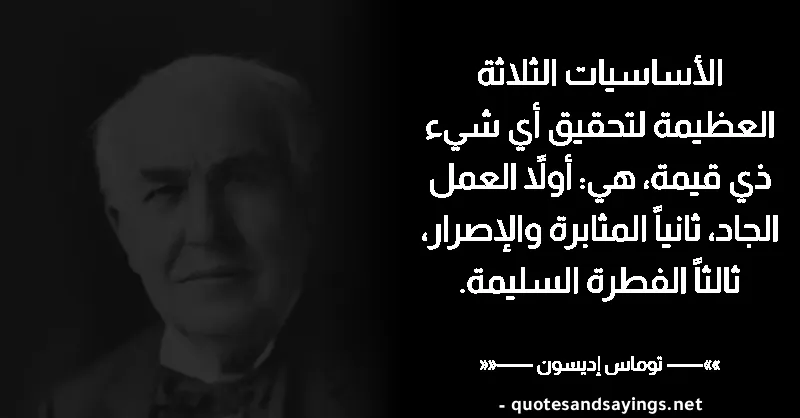 الأساسيات الثلاثة
العظيمة لتحقيق أي شيء
ذي قيمة، هي: أولًا العمل
الجاد، ثانياً المثابرة والإصرار،
ثالثاً الفطرة السليمة.
»»—— توماس إديسون ——««
- quotesandsayings.net